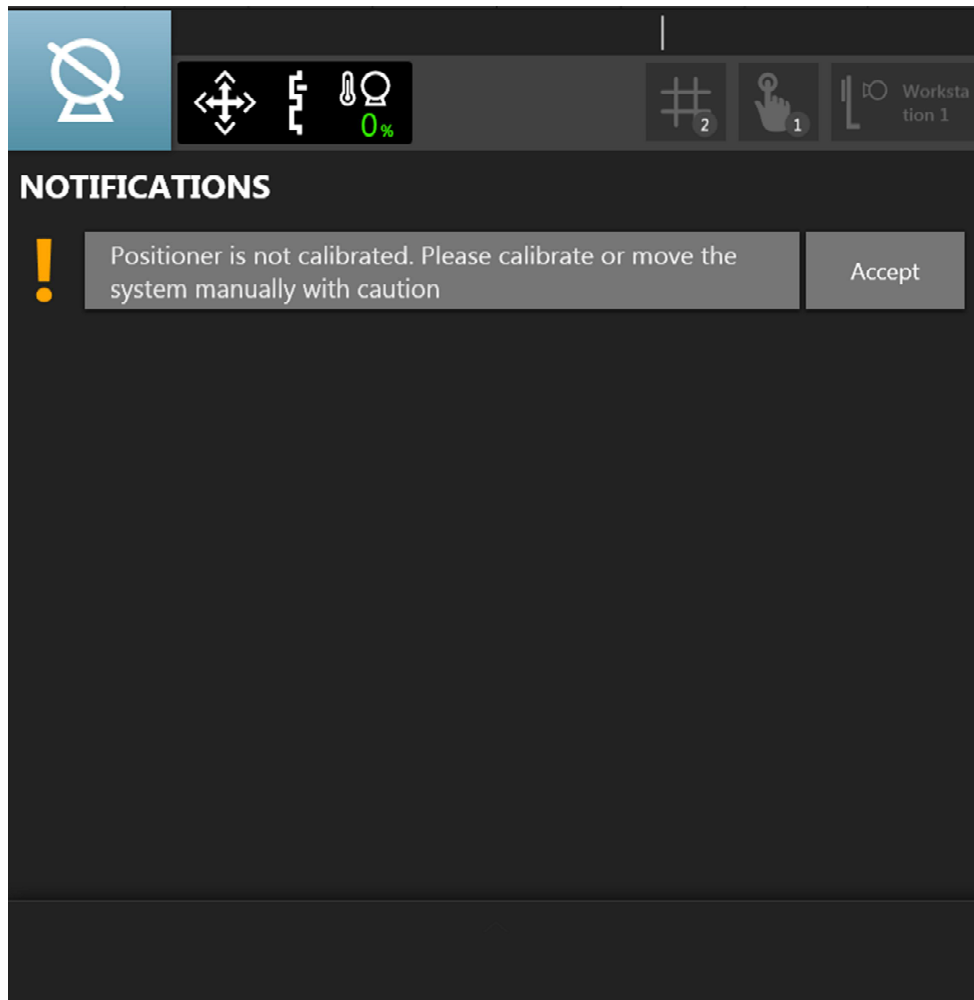 0%
2
1
Worksta
tion 1
NOTIFICATIONS
Positioner is not calibrated. Please calibrate or move the
system manually with caution
Accept